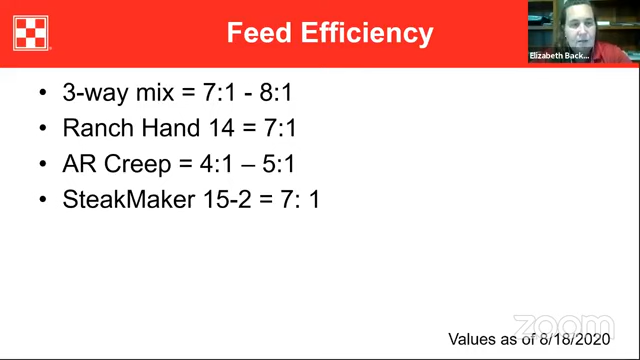 Feed Efficiency
Elizabeth Back...
• 3-way mix = 7:1 - 8:1
• Ranch Hand 14 = 7:1
• AR Creep = 4:1 – 5:1
• SteakMaker 15-2 = 7: 1
zoom
Values as of 8/18/2020